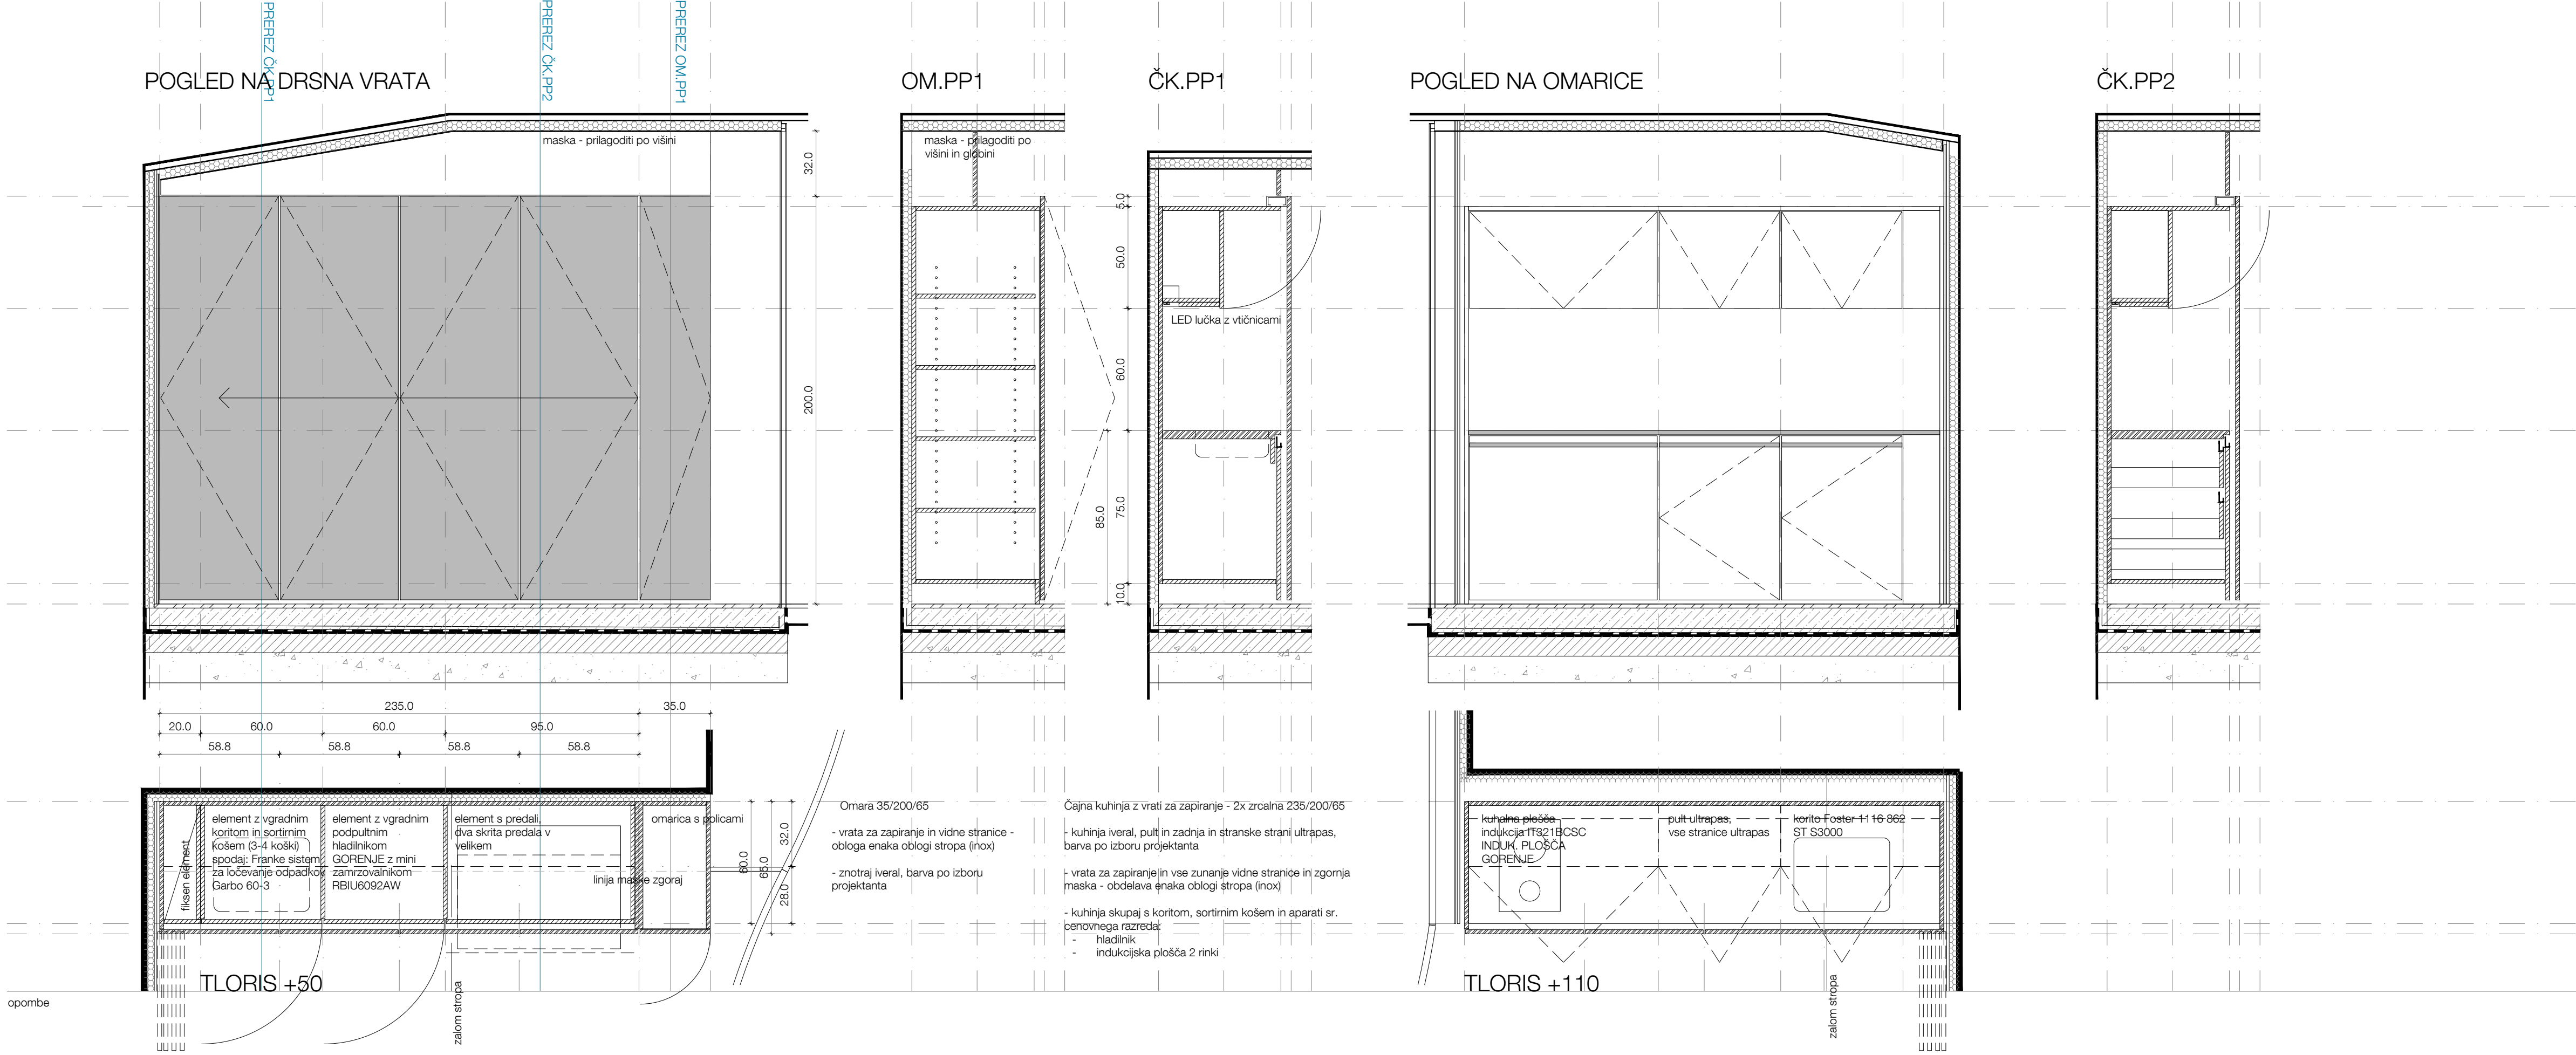 PREREZ ČK.PP1
PREREZ ČK.PP2
PREREZ OM.PP1
POGLED NA DRSNA VRATA
OM.PP1
ČK.PP1
POGLED NA OMARICE
ČK.PP2
maska - prilagoditi po višini
32.0
200.0
maska - prilagoditi po
višini in globini
5.0
50.0
60.0
75.0
85.0
10.0
LED lučka z vtičnicami
235.0
35.0
20.0
60.0
60.0
95.0
58.8
58.8
58.8
58.8
fiksen element
element z vgradnim
koritom in sortirnim
košem (3-4 koški)
spodaj: Franke sistem
za ločevanje odpadkov
Garbo 60-3
element z vgradnim
podpultnim
hladilnikom
GORENJE z mini
zamrzovalnikom
RBIU6092AW
element s predali,
dva skrita predala v
velikem
omarica s policami
linija maske zgoraj
60.0
65.0
32.0
28.0
TLORIS +50
zalom stropa
Omara 35/200/65
- vrata za zapiranje in vidne stranice -
obloga enaka oblogi stropa (inox)
- znotraj iveral, barva po izboru
projektanta
Čajna kuhinja z vrati za zapiranje - 2x zrcalna 235/200/65
- kuhinja iveral, pult in zadnja in stranske strani ultrapas,
barva po izboru projektanta
- vrata za zapiranje in vse zunanje vidne stranice in zgornja
maska - obdelava enaka oblogi stropa (inox)
- kuhinja skupaj s koritom, sortirnim košem in aparati sr.
cenovnega razreda:
- hladilnik
- indukcijska plošča 2 rinki
kuhalna plošča
indukcija IT321BCSC
INDUK. PLOŠČA
GORENJE
pult ultrapas,
vse stranice ultrapas
korito Foster 1116 862
ST S3000
TLORIS +110
zalom stropa
opombe